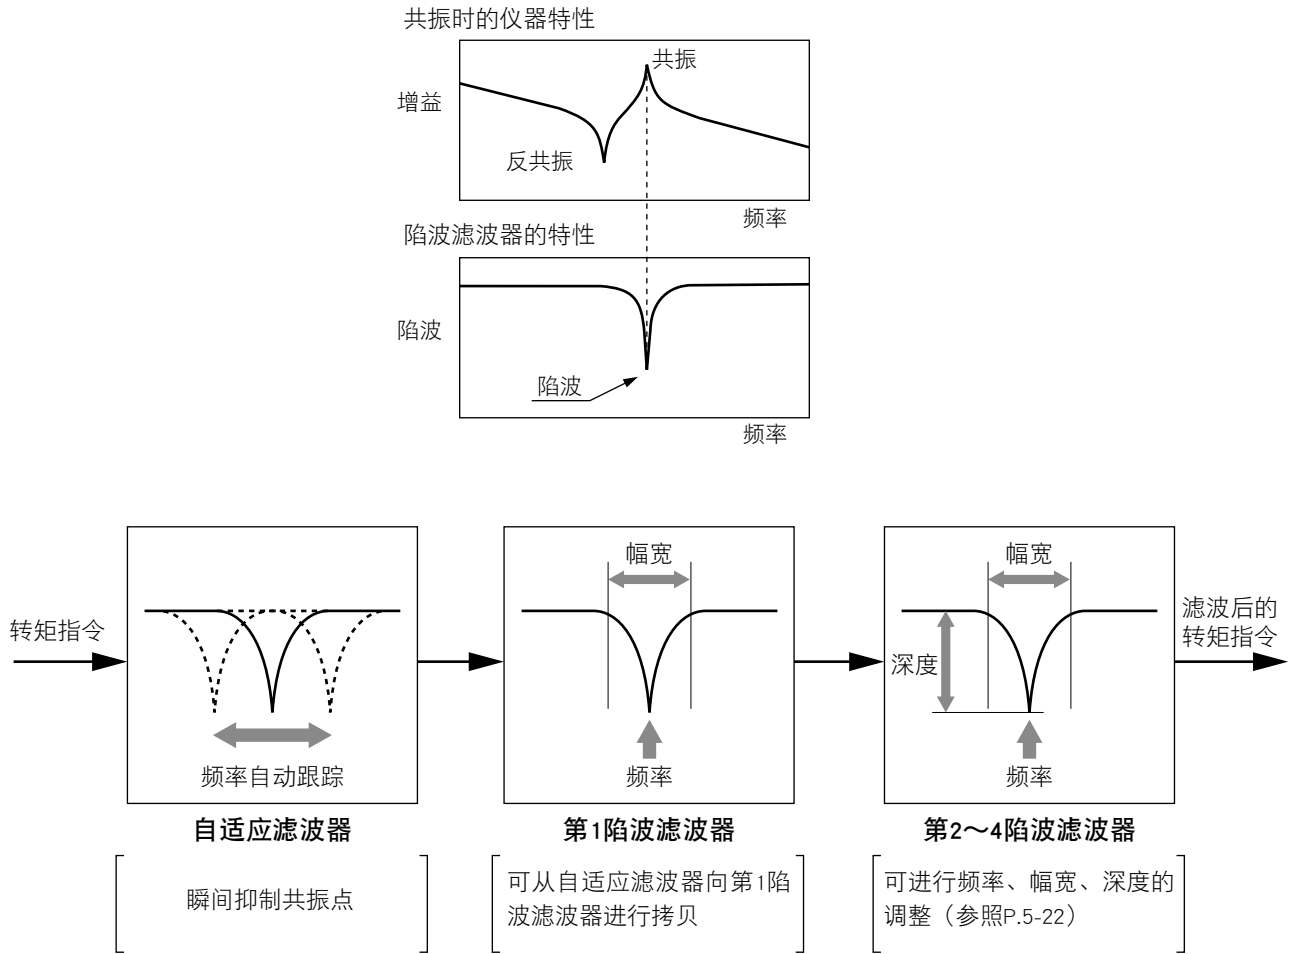 共振时的仪器特性
共振
增益
反共振
频率
陷波滤波器的特性
陷波
陷波
频率
转矩指令
频率自动跟踪
幅宽
频率
幅宽
深度
频率
滤波后的
转矩指令
自适应滤波器
第1陷波滤波器
第2～4陷波滤波器
瞬间抑制共振点
可从自适应滤波器向第1陷
波滤波器进行拷贝
可进行频率、幅宽、深度的
调整（参照P.5-22）